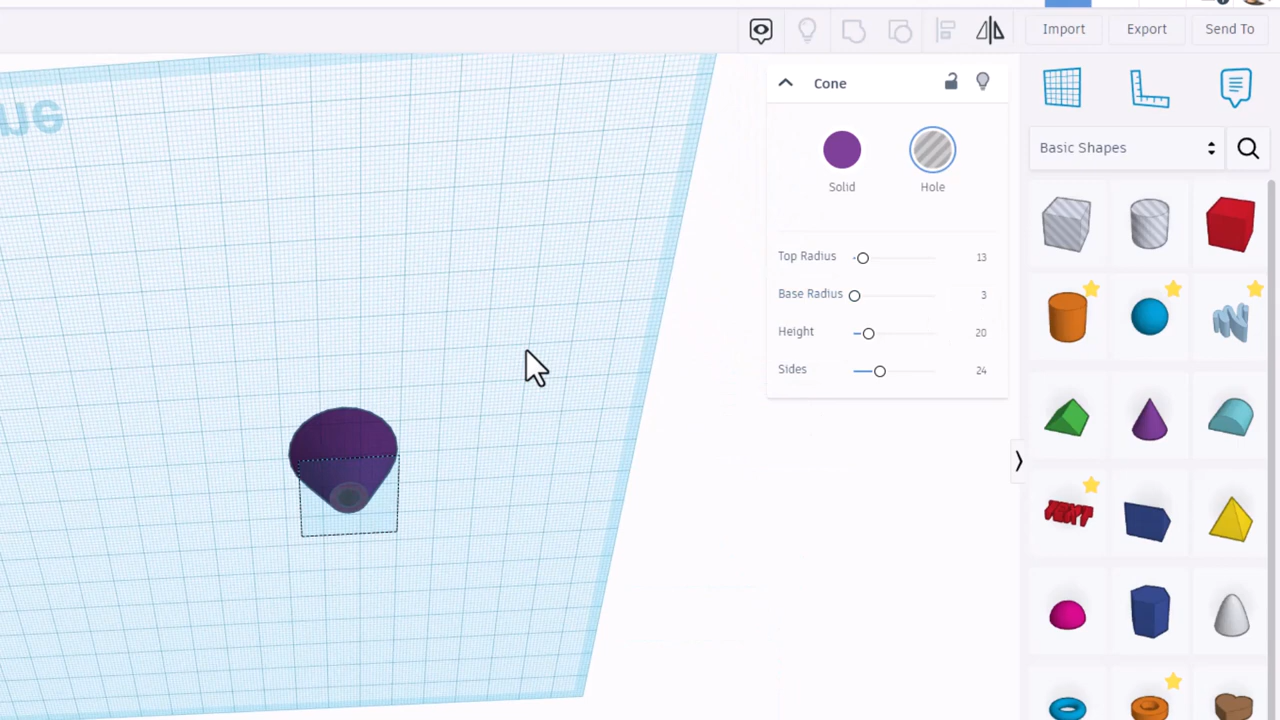 Import
Export
Send To
Cone
Solid
Hole
Basic Shapes
Top Radius 13
Base Radius 3
Height 20
Sides 24
TEXT